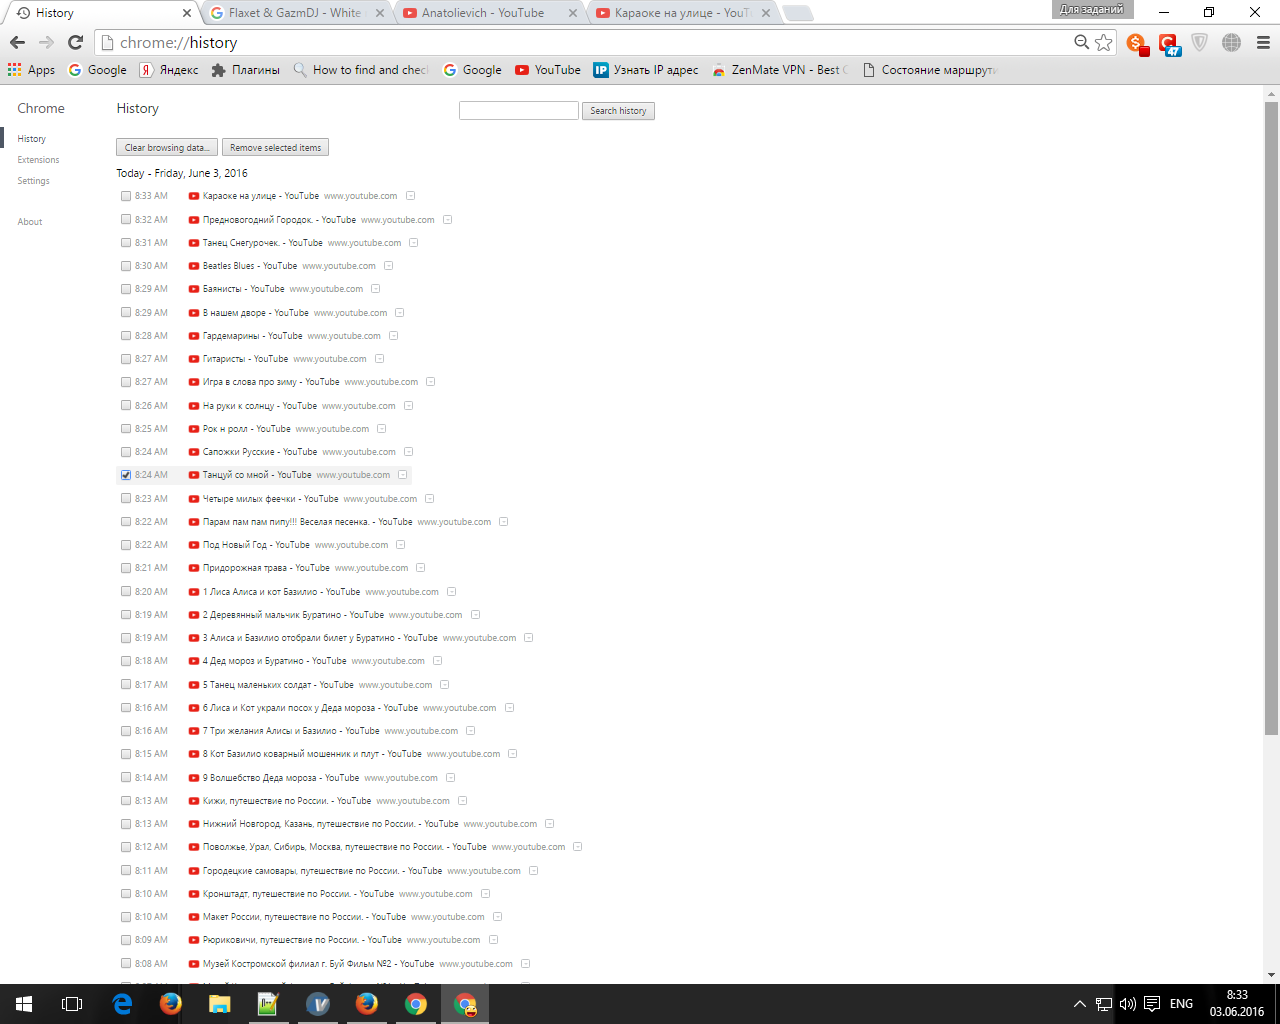 History
Flaxet & GazmDJ - White
Anatolievich - YouTube
Караоке на улице - YouT
Для заданий
chrome://history
Apps
Google
Яндекс
Плагины
How to find and chec
Google
YouTube
IP Узнать IP адрес
ZenMate VPN - Best C
Состояние маршрути
Chrome
History
Search history
History
Extensions
Settings
About
Clear browsing data...
Remove selected items
Today - Friday, June 3, 2016
8:33 AM Караоке на улице - YouTube www.youtube.com
8:32 AM Предновогодний Городок. - YouTube www.youtube.com
8:31 AM Танец Снегурочек. - YouTube www.youtube.com
8:30 AM Beatles Blues - YouTube www.youtube.com
8:29 AM Баянисты - YouTube www.youtube.com
8:29 AM В нашем дворе - YouTube www.youtube.com
8:28 AM Гардемарины - YouTube www.youtube.com
8:27 AM Гитаристы - YouTube www.youtube.com
8:27 AM Игра в слова про зиму - YouTube www.youtube.com
8:26 AM На руки к солнцу - YouTube www.youtube.com
8:25 AM Рок н ролл - YouTube www.youtube.com
8:24 AM Сапожки Русские - YouTube www.youtube.com
8:24 AM Танцуй со мной - YouTube www.youtube.com
8:23 AM Четыре милых феечки - YouTube www.youtube.com
8:22 AM Парам пам пам пипу!!! Веселая песенка. - YouTube www.youtube.com
8:22 AM Под Новый Год - YouTube www.youtube.com
8:21 AM Придорожная трава - YouTube www.youtube.com
8:20 AM 1 Лиса Алиса и кот Базилио - YouTube www.youtube.com
8:19 AM 2 Деревянный мальчик Буратино - YouTube www.youtube.com
8:19 AM 3 Алиса и Базилио отобрали билет у Буратино - YouTube www.youtube.com
8:18 AM 4 Дед мороз и Буратино - YouTube www.youtube.com
8:17 AM 5 Танец маленьких солдат - YouTube www.youtube.com
8:16 AM 6 Лиса и Кот украли посох у Деда мороза - YouTube www.youtube.com
8:16 AM 7 Три желания Алисы и Базилио - YouTube www.youtube.com
8:15 AM 8 Кот Базилио коварный мошенник и плут - YouTube www.youtube.com
8:14 AM 9 Волшебство Деда мороза - YouTube www.youtube.com
8:13 AM Кижи, путешествие по России. - YouTube www.youtube.com
8:13 AM Нижний Новгород, Казань, путешествие по России. - YouTube www.youtube.com
8:12 AM Поволжье, Урал, Сибирь, Москва, путешествие по России. - YouTube www.youtube.com
8:11 AM Городецкие самовары, путешествие по России. - YouTube www.youtube.com
8:10 AM Кронштадт, путешествие по России. - YouTube www.youtube.com
8:10 AM Макет России, путешествие по России. - YouTube www.youtube.com
8:09 AM Рюриковичи, путешествие по России. - YouTube www.youtube.com
8:08 AM Музей Костромской филиал г. Буй Фильм №2 - YouTube www.youtube.com
ENG
8:33
03.06.2016